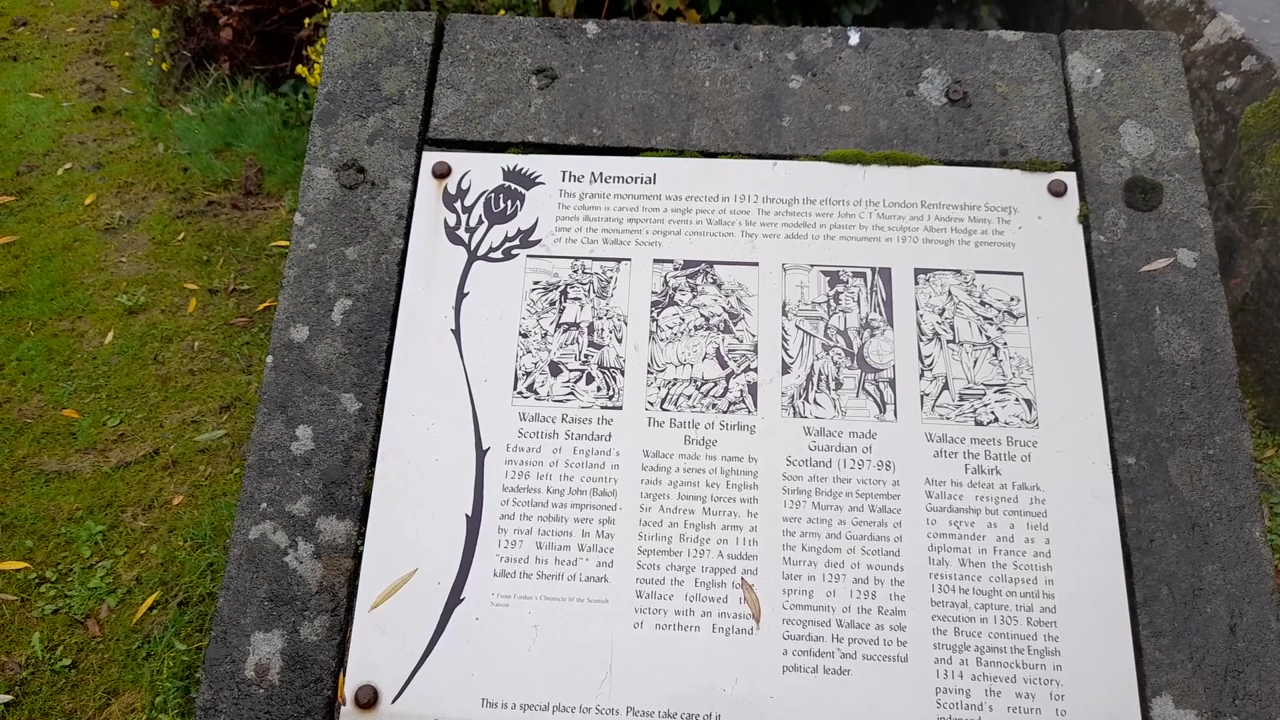 The Memorial
This granite monument was erected in 1912 through the efforts of the London Renfrewshire Society.
The column is carved from a single piece of stone. The architects were John C T Murray and J Andrew Minty. The
panels illustrating important events in Wallace's life were modelled in plaster by the sculptor Albert Hodge at the
time of the monument's original construction. They were added to the monument in 1970 through the generosity
of the Clan Wallace Society.
Wallace Raises the
Scottish Standard
Edward of England's
invasion of Scotland in
1296 left the country
leaderless. King John (Baliol)
of Scotland was imprisoned
and the nobility were split
by rival factions. In May
1297 William Wallace
"raised his head"* and
killed the Sheriff of Lanark.
* From Fordun's Chronicle of the Scottish
Nation
The Battle of Stirling
Bridge
Wallace made his name by
leading a series of lightning
raids against key English
targets. Joining forces with
Sir Andrew Murray, he
faced an English army at
Stirling Bridge on 11th
September 1297. A sudden
Scots charge trapped and
routed the English
Wallace followed
victory with an invasion
of northern England.
Wallace made
Guardian of
Scotland (1297-98)
Soon after their victory at
Stirling Bridge in September
1297 Murray and Wallace
were acting as Generals of
the army and Guardians of
the Kingdom of Scotland.
Murray died of wounds
later in 1297 and by the
spring of 1298 the
Community of the Realm
recognised Wallace as sole
Guardian. He proved to be
a confident and successful
political leader.
Wallace meets Bruce
after the Battle of
Falkirk
After his defeat at Falkirk,
Wallace resigned the
Guardianship but continued
to serve as a field
commander and as a
diplomat in France and
Italy. When the Scottish
resistance collapsed in
1304 he fought on until his
betrayal, capture, trial and
execution in 1305. Robert
the Bruce continued the
struggle against the English
and at Bannockburn in
1314 achieved victory,
paving the way for
Scotland's return to
This is a special place for Scots. Please take care of it